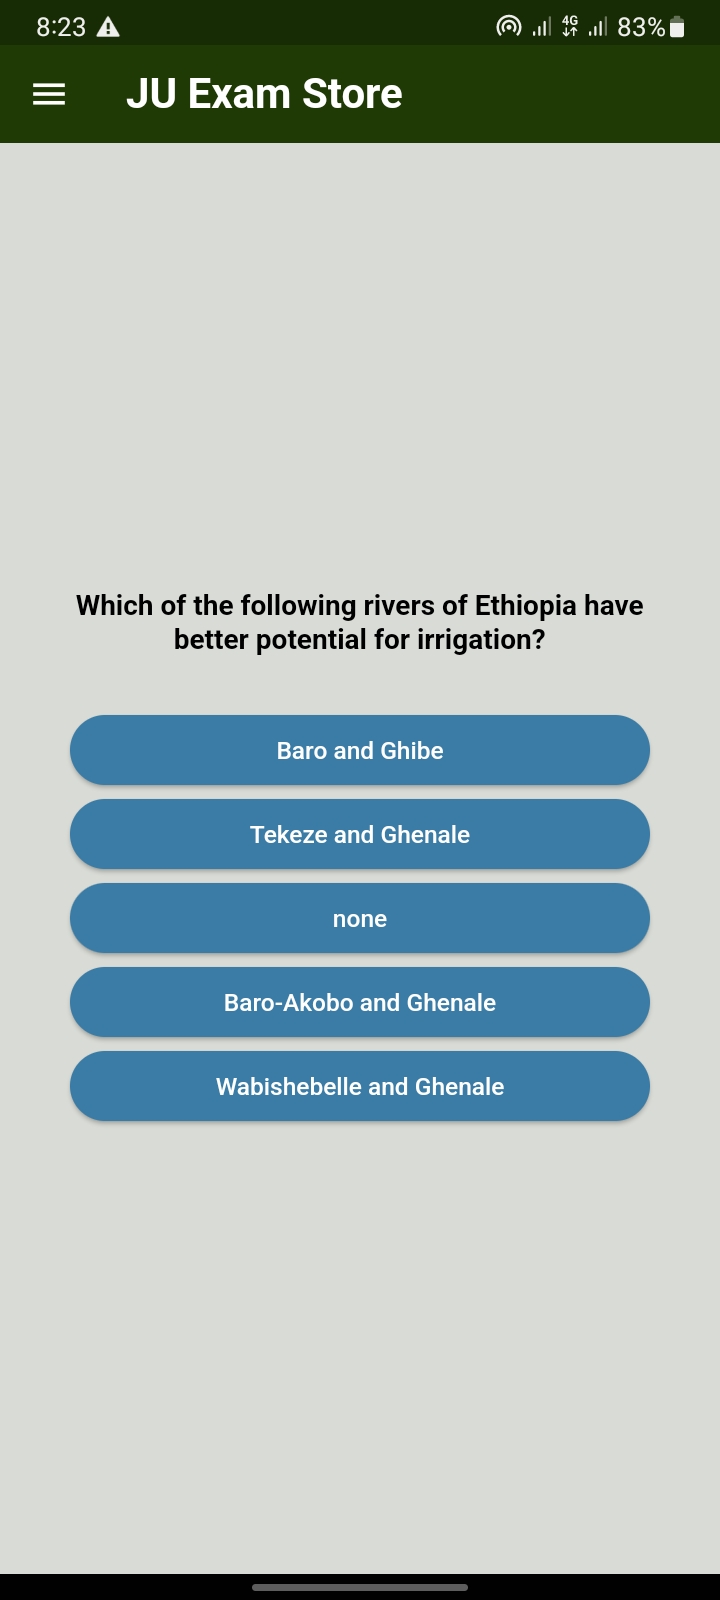 8:23
4G
83%
JU Exam Store
Which of the following rivers of Ethiopia have
better potential for irrigation?
Baro and Ghibe
Tekeze and Ghenale
none
Baro-Akobo and Ghenale
Wabishebelle and Ghenale